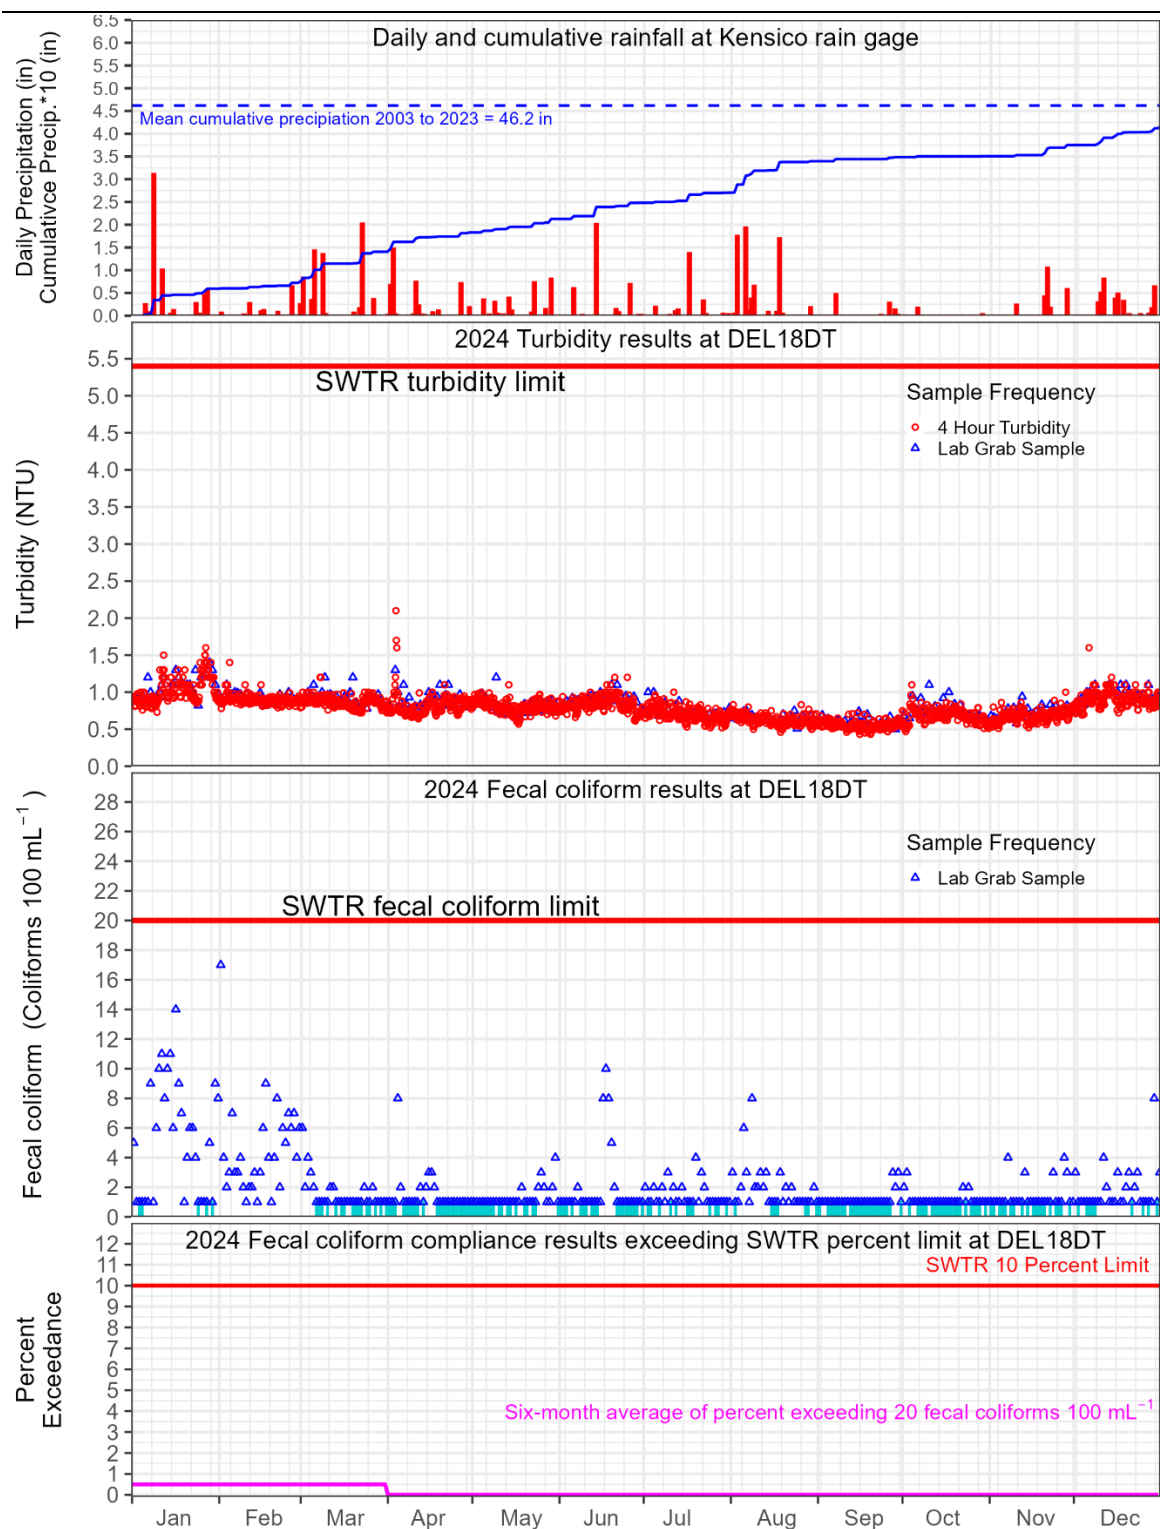 Daily and cumulative rainfall at Kensico rain gage
Daily Precipitation (in)
Cumulativce Precip.*10 (in)
6.5
6.0
5.5
5.0
4.5
4.0
3.5
3.0
2.5
2.0
1.5
1.0
0.5
0.0
Mean cumulative precipiation 2003 to 2023 = 46.2 in
2024 Turbidity results at DEL18DT
SWTR turbidity limit
Turbidity (NTU)
5.5
5.0
4.5
4.0
3.5
3.0
2.5
2.0
1.5
1.0
0.5
0.0
Sample Frequency
4 Hour Turbidity
Lab Grab Sample
2024 Fecal coliform results at DEL18DT
Fecal coliform (Coliforms 100 mL⁻¹ )
28
26
24
22
20
18
16
14
12
10
8
6
4
2
0
Sample Frequency
Lab Grab Sample
SWTR fecal coliform limit
2024 Fecal coliform compliance results exceeding SWTR percent limit at DEL18DT
SWTR 10 Percent Limit
Percent
Exceedance
12
11
10
9
8
7
6
5
4
3
2
1
0
Six-month average of percent exceeding 20 fecal coliforms 100 mL⁻¹
Jan Feb Mar Apr May Jun Jul Aug Sep Oct Nov Dec